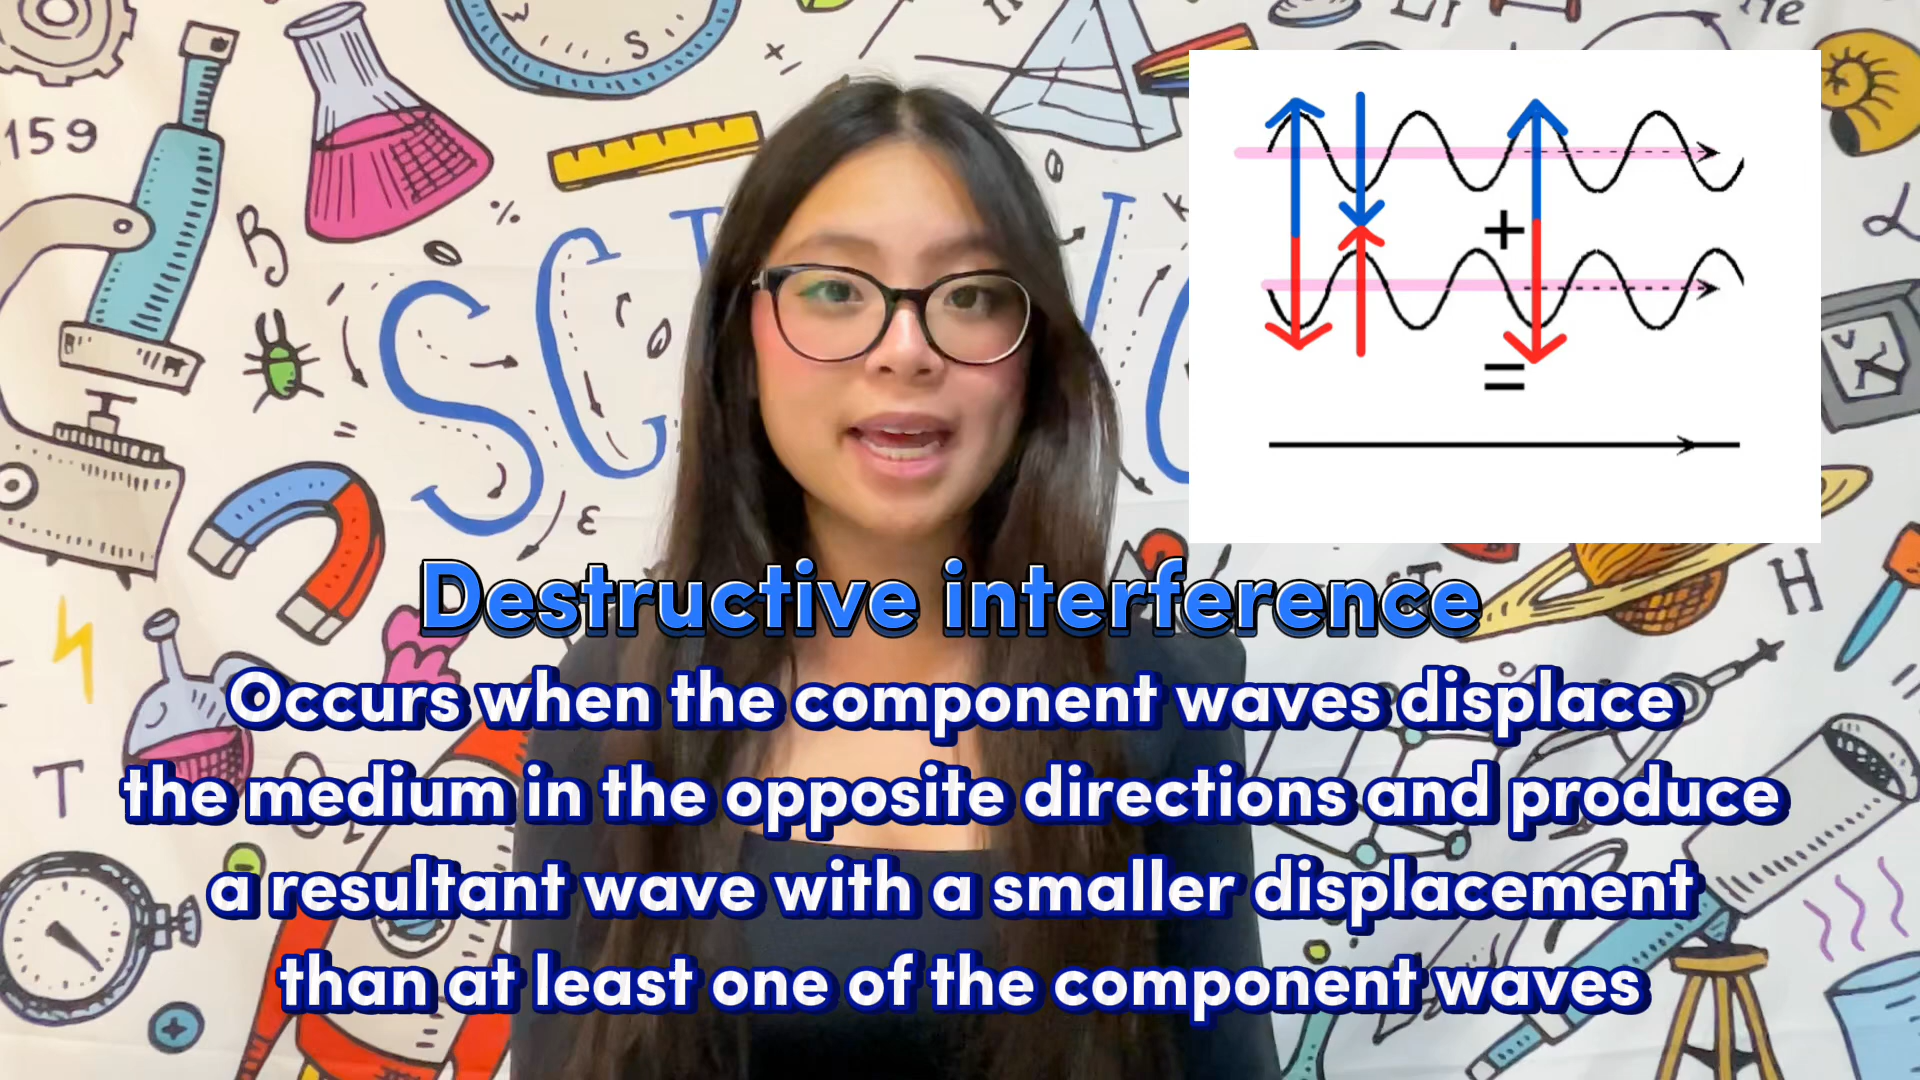 159
SCI
+
=
Destructive interference
Occurs when the component waves displace
the medium in the opposite directions and produce
a resultant wave with a smaller displacement
than at least one of the component waves
H
T